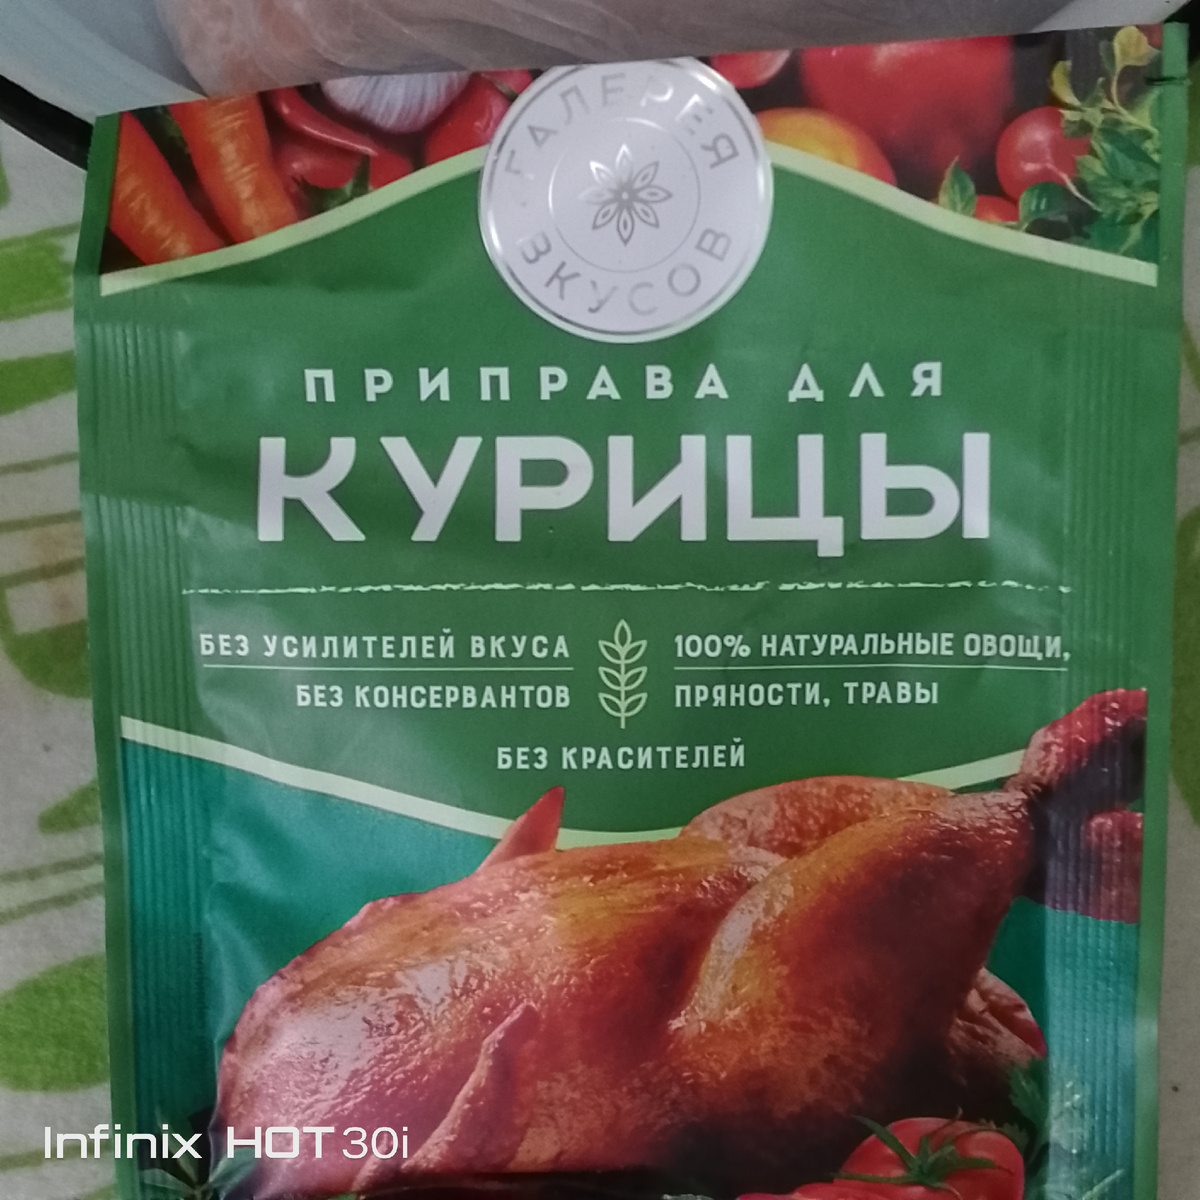 ГАЛЕРЕЯ
ВКУСОВ
ПРИПРАВА ДЛЯ
КУРИЦЫ
БЕЗ УСИЛИТЕЛЕЙ ВКУСА
БЕЗ КОНСЕРВАНТОВ
100% НАТУРАЛЬНЫЕ ОВОЩИ,
ПРЯНОСТИ, ТРАВЫ
БЕЗ КРАСИТЕЛЕЙ
Infinix HOT 30i